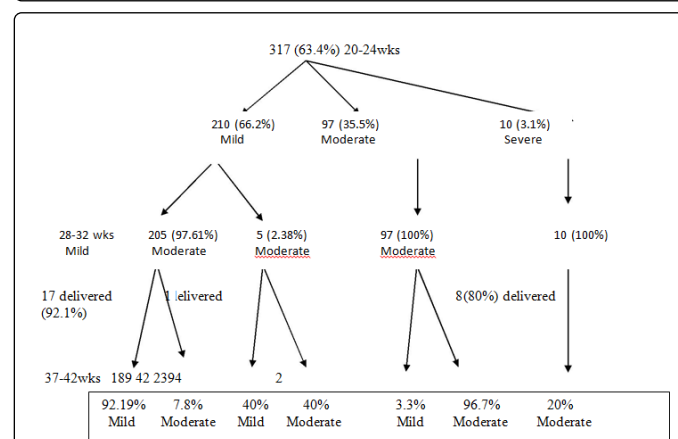 317 (63.4%) 20-24wks
210 (66.2%) 97 (35.5%) 10 (3.1%)
Mild Moderate Severe
28-32 wks 205 (97.61%) 5 (2.38%) 97 (100%) 10 (100%)
Mild Moderate Moderate Moderate
17 delivered 1 elivered 8(80%) delivered
(92.1%)
37-42wks 189 42 2394 2
92.19% 7.8% 40% 40% 3.3% 96.7% 20%
Mild Moderate Mild Moderate Mild Moderate Moderate